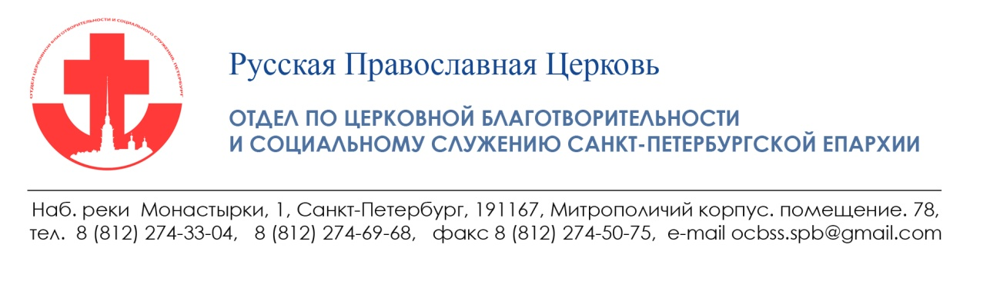 ОТДЕЛ ЦЕРКОВНОЙ БЛАГОТВОРИТЕЛЬНОСТИ И СОЦИАЛЬНОГО СЛУЖЕНИЯ. ПЕТЕРБУРГ
Русская Православная Церковь
ОТДЕЛ ПО ЦЕРКОВНОЙ БЛАГОТВОРИТЕЛЬНОСТИ
И СОЦИАЛЬНОМУ СЛУЖЕНИЮ САНКТ-ПЕТЕРБУРГСКОЙ ЕПАРХИИ
Наб. реки Монастырки, 1, Санкт-Петербург, 191167, Митрополичий корпус. помещение. 78,
тел. 8 (812) 274-33-04, 8 (812) 274-69-68, факс 8 (812) 274-50-75, e-mail ocbss.spb@gmail.com